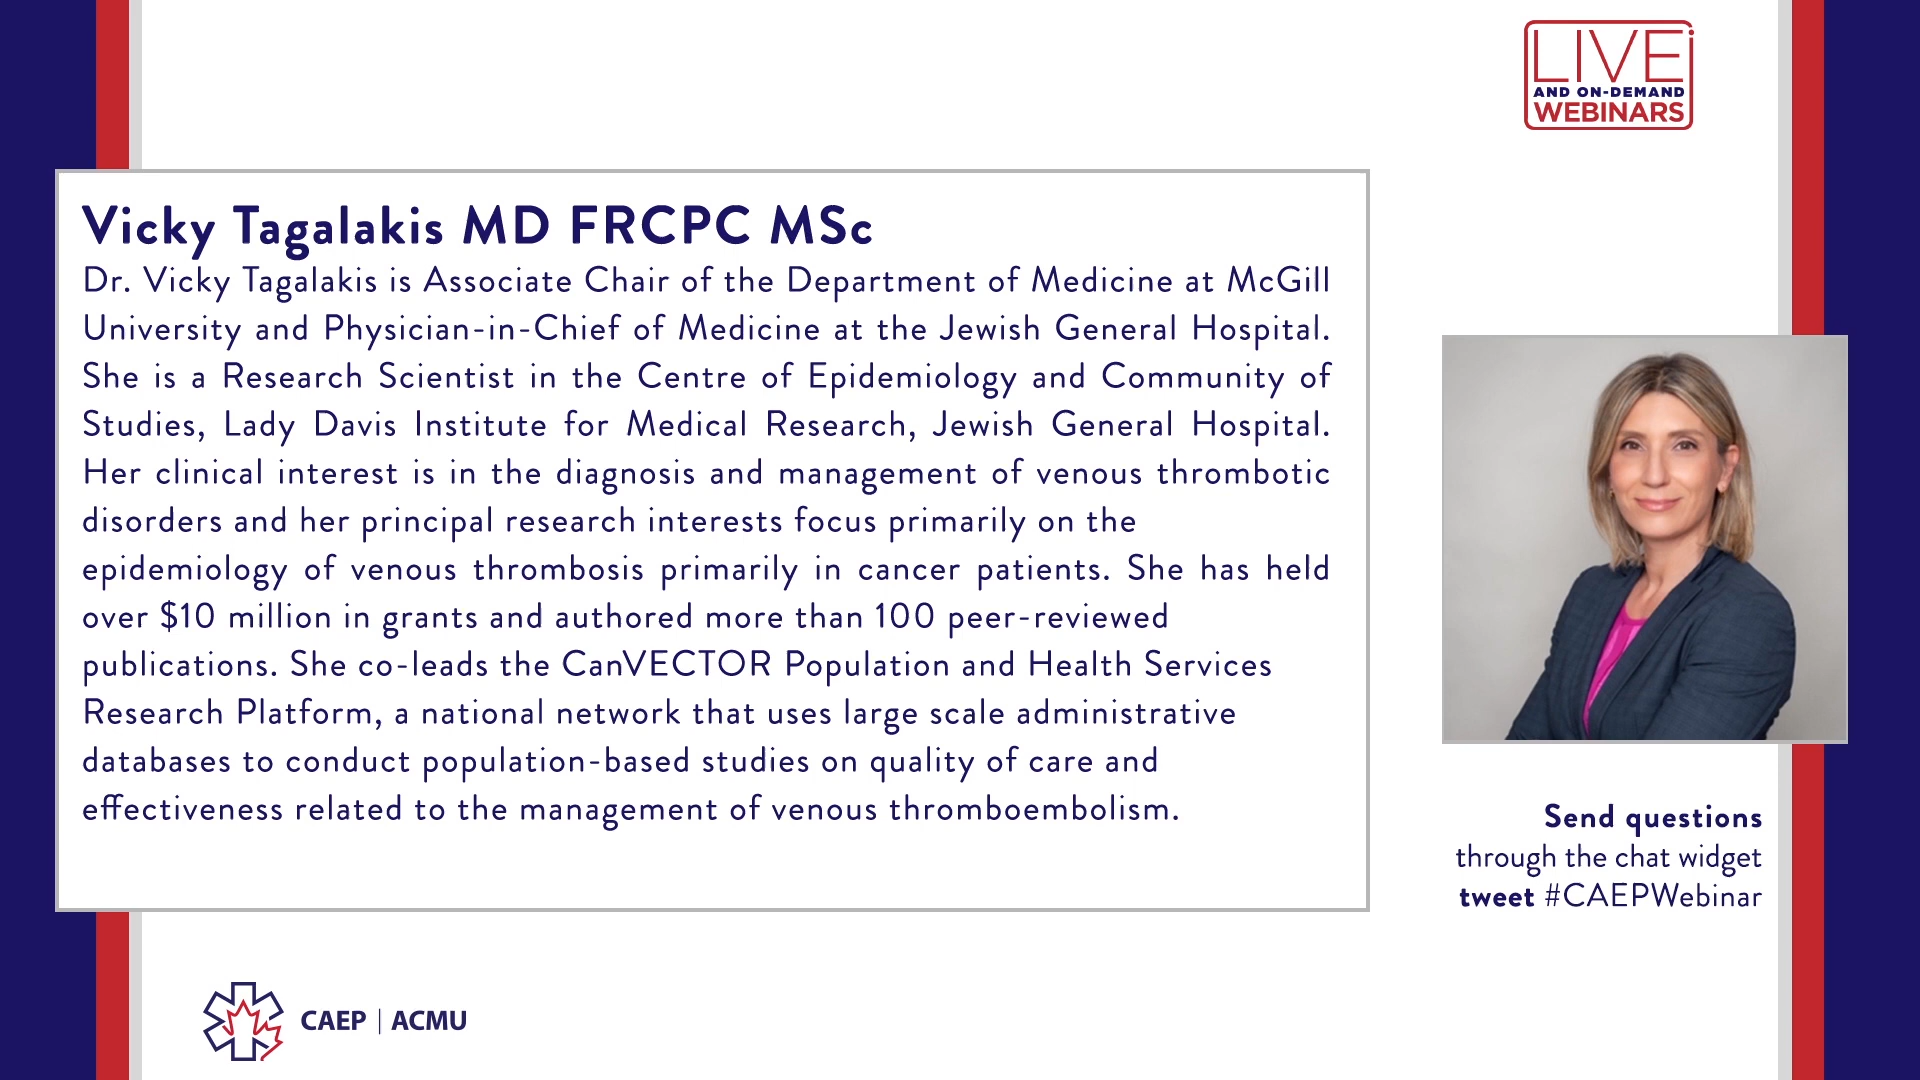 LIVE
AND ON-DEMAND
WEBINARS
Vicky Tagalakis MD FRCPC MSc
Dr. Vicky Tagalakis is Associate Chair of the Department of Medicine at McGill
University and Physician-in-Chief of Medicine at the Jewish General Hospital.
She is a Research Scientist in the Centre of Epidemiology and Community of
Studies, Lady Davis Institute for Medical Research, Jewish General Hospital.
Her clinical interest is in the diagnosis and management of venous thrombotic
disorders and her principal research interests focus primarily on the
epidemiology of venous thrombosis primarily in cancer patients. She has held
over $10 million in grants and authored more than 100 peer-reviewed
publications. She co-leads the CanVECTOR Population and Health Services
Research Platform, a national network that uses large scale administrative
databases to conduct population-based studies on quality of care and
effectiveness related to the management of venous thromboembolism.
Send questions
through the chat widget
tweet #CAEPWebinar
CAEP | ACMU